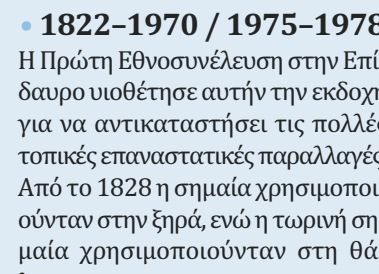 • 1822–1970 / 1975–1978
Η Πρώτη Εθνοσυνέλευση στην Επί
δαυρο υιοθέτησε αυτήν την εκδοχή
για να αντικαταστήσει τις πολλές
τοπικές επαναστατικές παραλλαγές
Από το 1828 η σημαία χρησιμοποι
ούνταν στην ξηρά, ενώ η τωρινή ση
μαία χρησιμοποιούνταν στη θά